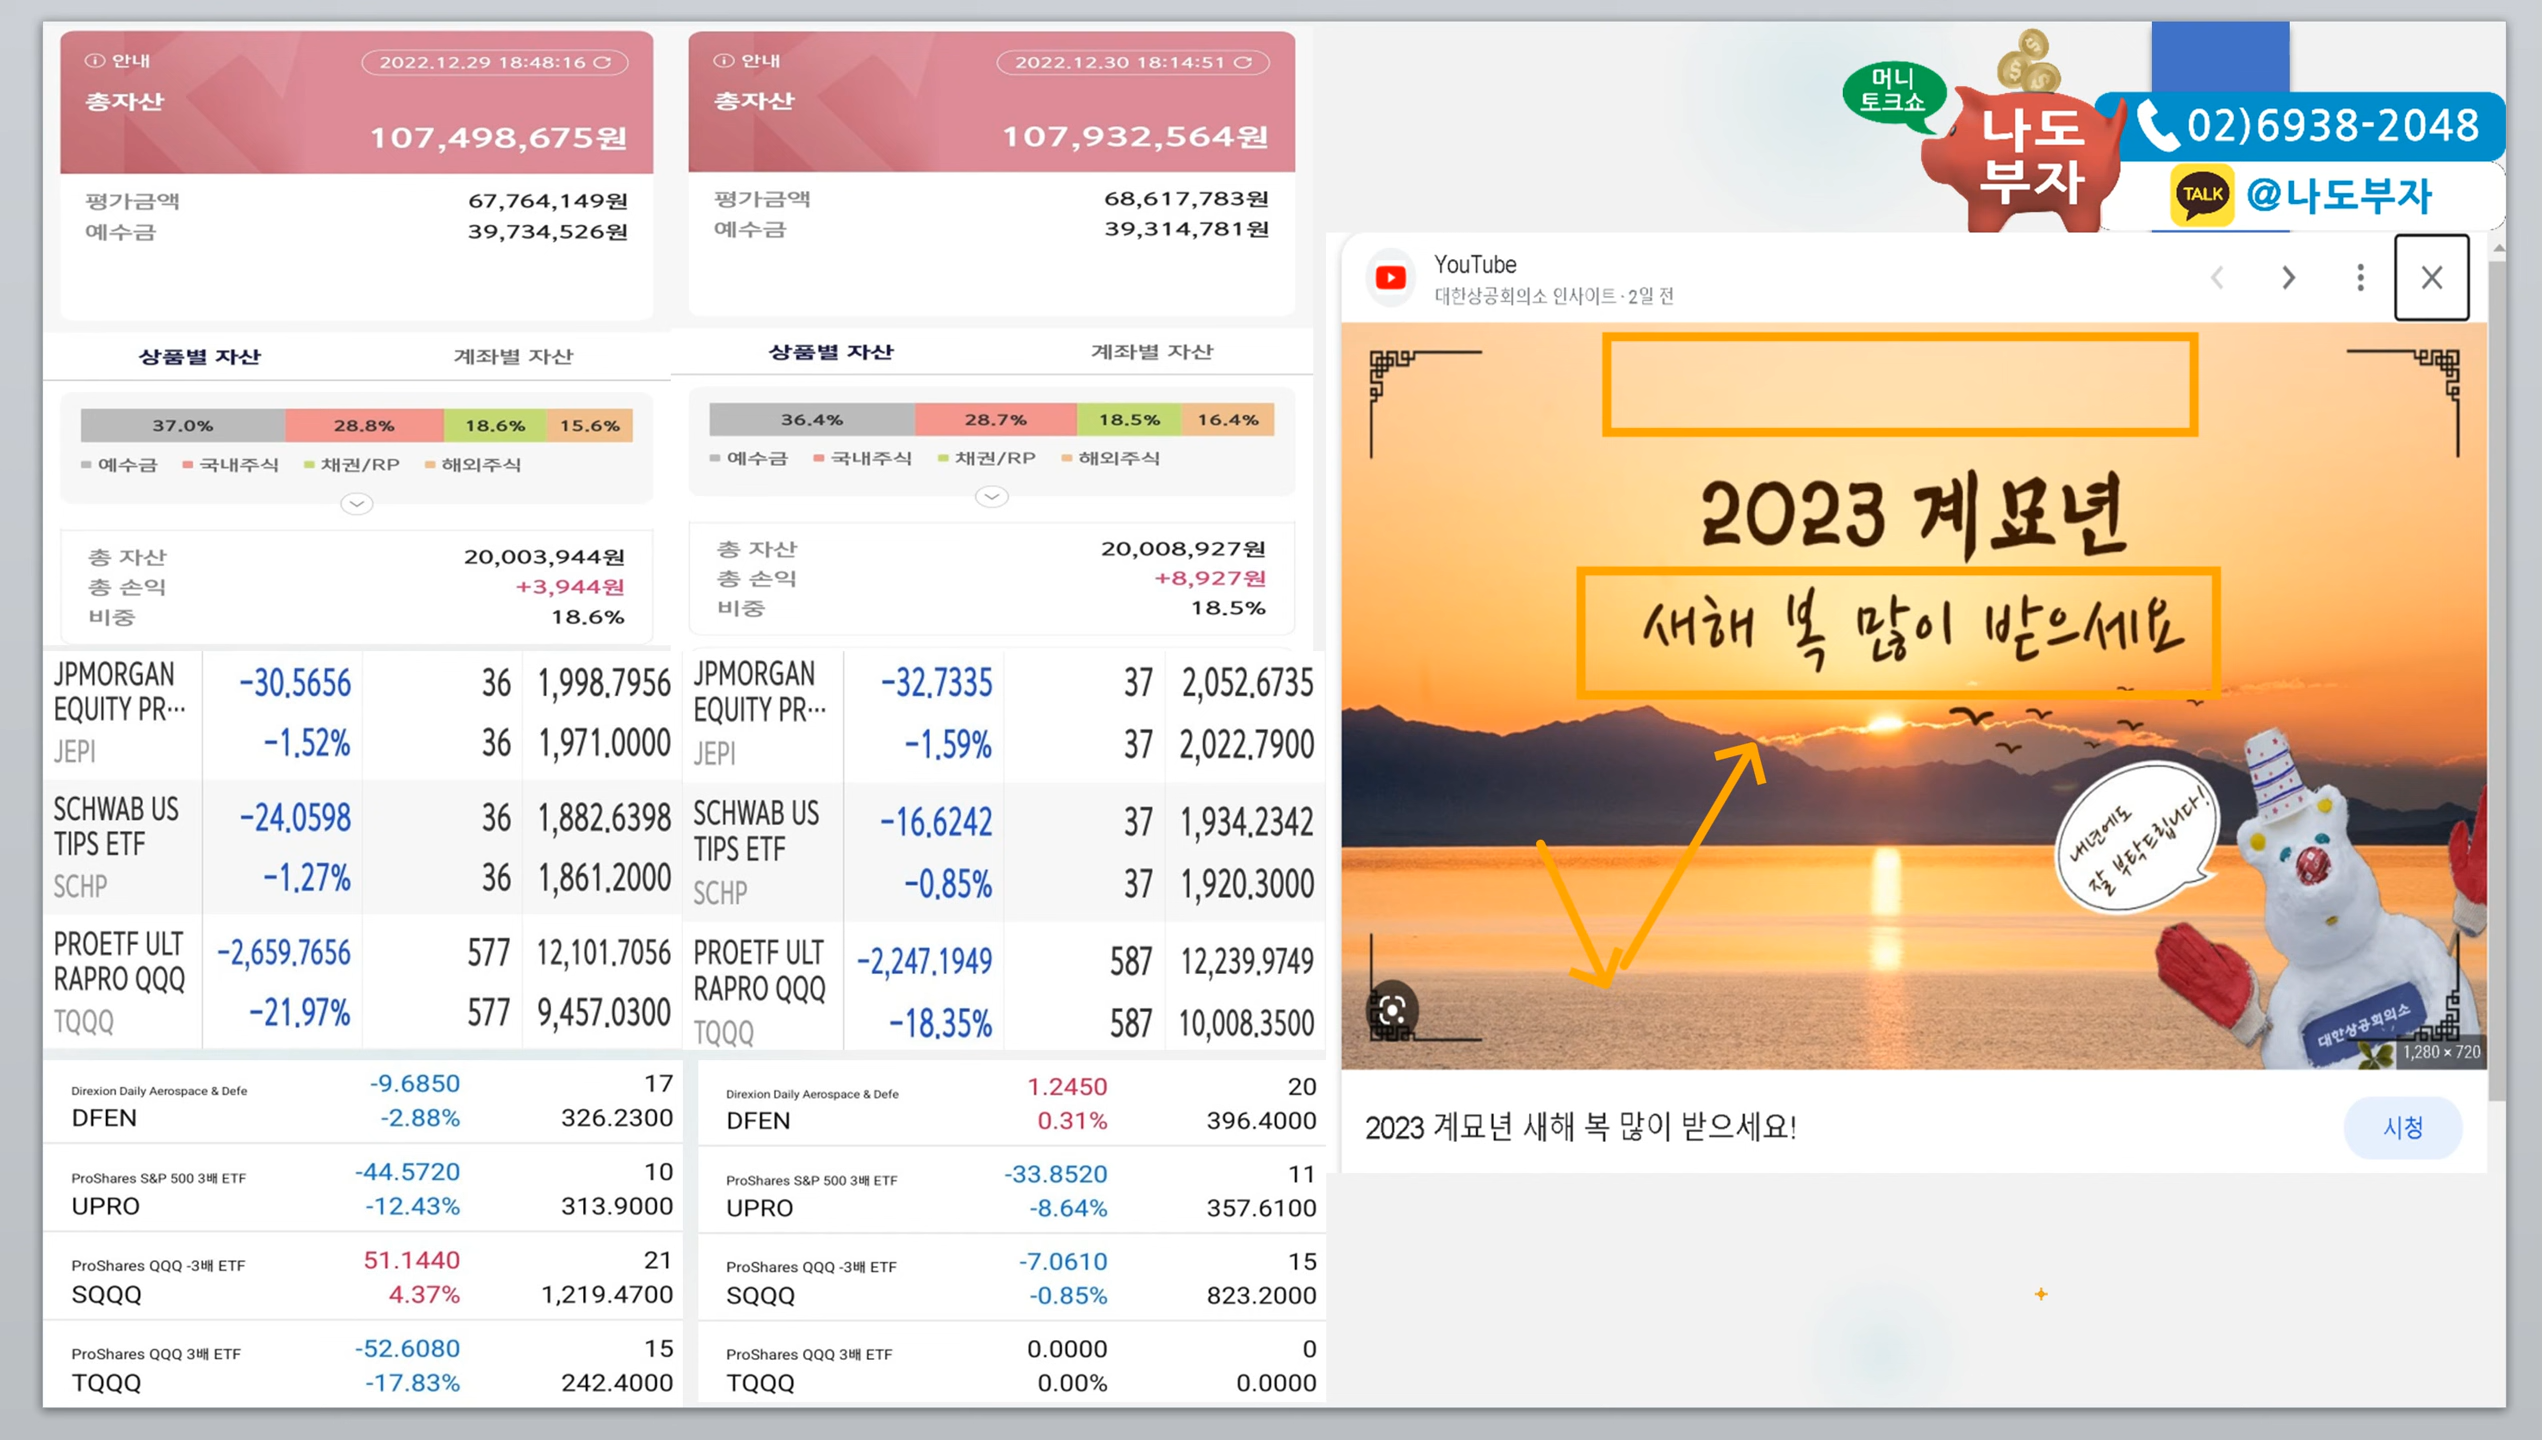 안내
2022.12.29 18:48:16
총자산
107,498,675원
평가금액 67,764,149원
예수금 39,734,526원
상품별 자산 계좌별 자산
37.0% 28.8% 18.6% 15.6%
예수금 국내주식 채권/RP 해외주식
총 자산 20,003,944원
총 손익 +3,944원
비중 18.6%
JPMORGAN -30.5656 36 1,998.7956
EQUITY PR…
JEPI -1.52% 36 1,971.0000
SCHWAB US -24.0598 36 1,882.6398
TIPS ETF
SCHP -1.27% 36 1,861.2000
PROETF ULT -2,659.7656 577 12,101.7056
RAPRO QQQ
TQQQ -21.97% 577 9,457.0300
Direxion Daily Aerospace & Defe -9.6850 17
DFEN -2.88% 326.2300
ProShares S&P 500 3배 ETF -44.5720 10
UPRO -12.43% 313.9000
ProShares QQQ -3배 ETF 51.1440 21
SQQQ 4.37% 1,219.4700
ProShares QQQ 3배 ETF -52.6080 15
TQQQ -17.83% 242.4000
안내
2022.12.30 18:14:51
총자산
107,932,564원
평가금액 68,617,783원
예수금 39,314,781원
상품별 자산 계좌별 자산
36.4% 28.7% 18.5% 16.4%
예수금 국내주식 채권/RP 해외주식
총 자산 20,008,927원
총 손익 +8,927원
비중 18.5%
JPMORGAN -32.7335 37 2,052.6735
EQUITY PR…
JEPI -1.59% 37 2,022.7900
SCHWAB US -16.6242 37 1,934.2342
TIPS ETF
SCHP -0.85% 37 1,920.3000
PROETF ULT -2,247.1949 587 12,239.9749
RAPRO QQQ
TQQQ -18.35% 587 10,008.3500
Direxion Daily Aerospace & Defe 1.2450 20
DFEN 0.31% 396.4000
ProShares S&P 500 3배 ETF -33.8520 11
UPRO -8.64% 357.6100
ProShares QQQ -3배 ETF -7.0610 15
SQQQ -0.85% 823.2000
ProShares QQQ 3배 ETF 0.0000 0
TQQQ 0.00% 0.0000
머니
토크쇼
나도
부자
02)6938-2048
TALK @나도부자
YouTube
대한상공회의소 인사이트 · 2일 전
2023 계묘년
새해 복 많이 받으세요
내년에도
잘 부탁드립니다!
대한상공회의소
1,280 × 720
2023 계묘년 새해 복 많이 받으세요!
시청